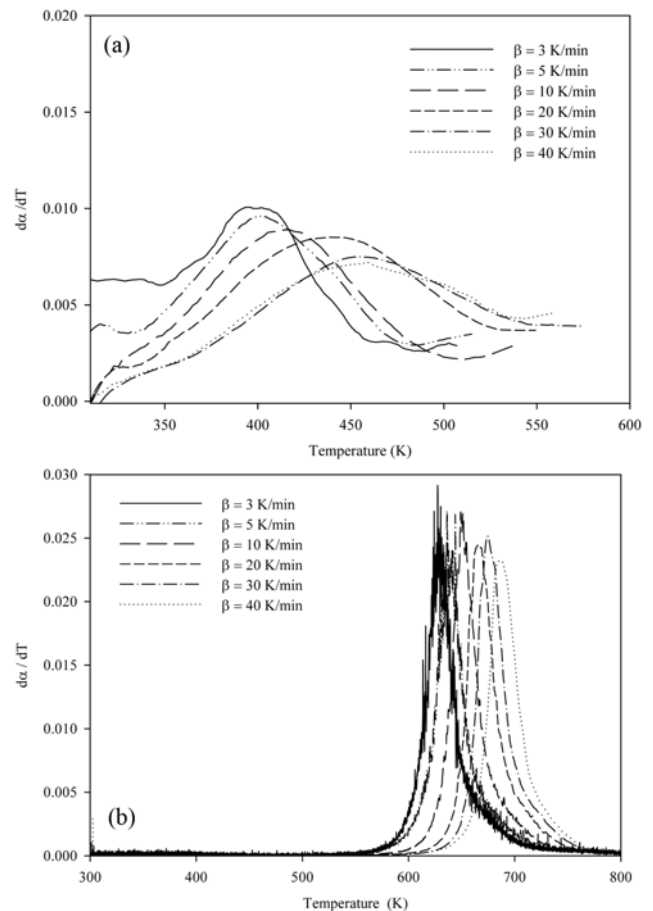 0.020
(a)
β = 3 K/min
β = 5 K/min
β = 10 K/min
β = 20 K/min
β = 30 K/min
β = 40 K/min
0.015
0.010
0.005
0.000
dα /dT
350 400 450 500 550 600
Temperature (K)
0.030
β = 3 K/min
β = 5 K/min
β = 10 K/min
β = 20 K/min
β = 30 K/min
β = 40 K/min
0.025
0.020
0.015
0.010
0.005
0.000
dα / dT
(b)
300 400 500 600 700 800
Temperature (K)